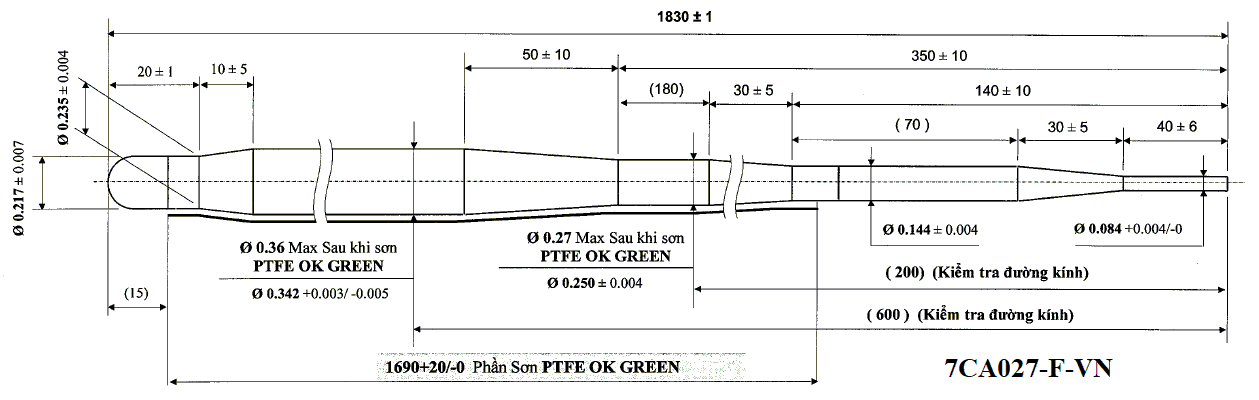 1830 ± 1
50 ± 10
350 ± 10
20 ± 1
10 ± 5
(180)
30 ± 5
140 ± 10
Ø 0.235 ± 0.004
( 70 )
30 ± 5
40 ± 6
Ø 0.217 ± 0.007
Ø 0.36 Max Sau khi sơn
PTFE OK GREEN
Ø 0.342 +0.003/ -0.005
Ø 0.27 Max Sau khi sơn
PTFE OK GREEN
Ø 0.250 ± 0.004
Ø 0.144 ± 0.004
Ø 0.084 +0.004/-0
( 200) (Kiểm tra đường kính)
(15)
( 600 ) (Kiểm tra đường kính)
1690+20/-0 Phần Sơn PTFE OK GREEN
7CA027-F-VN